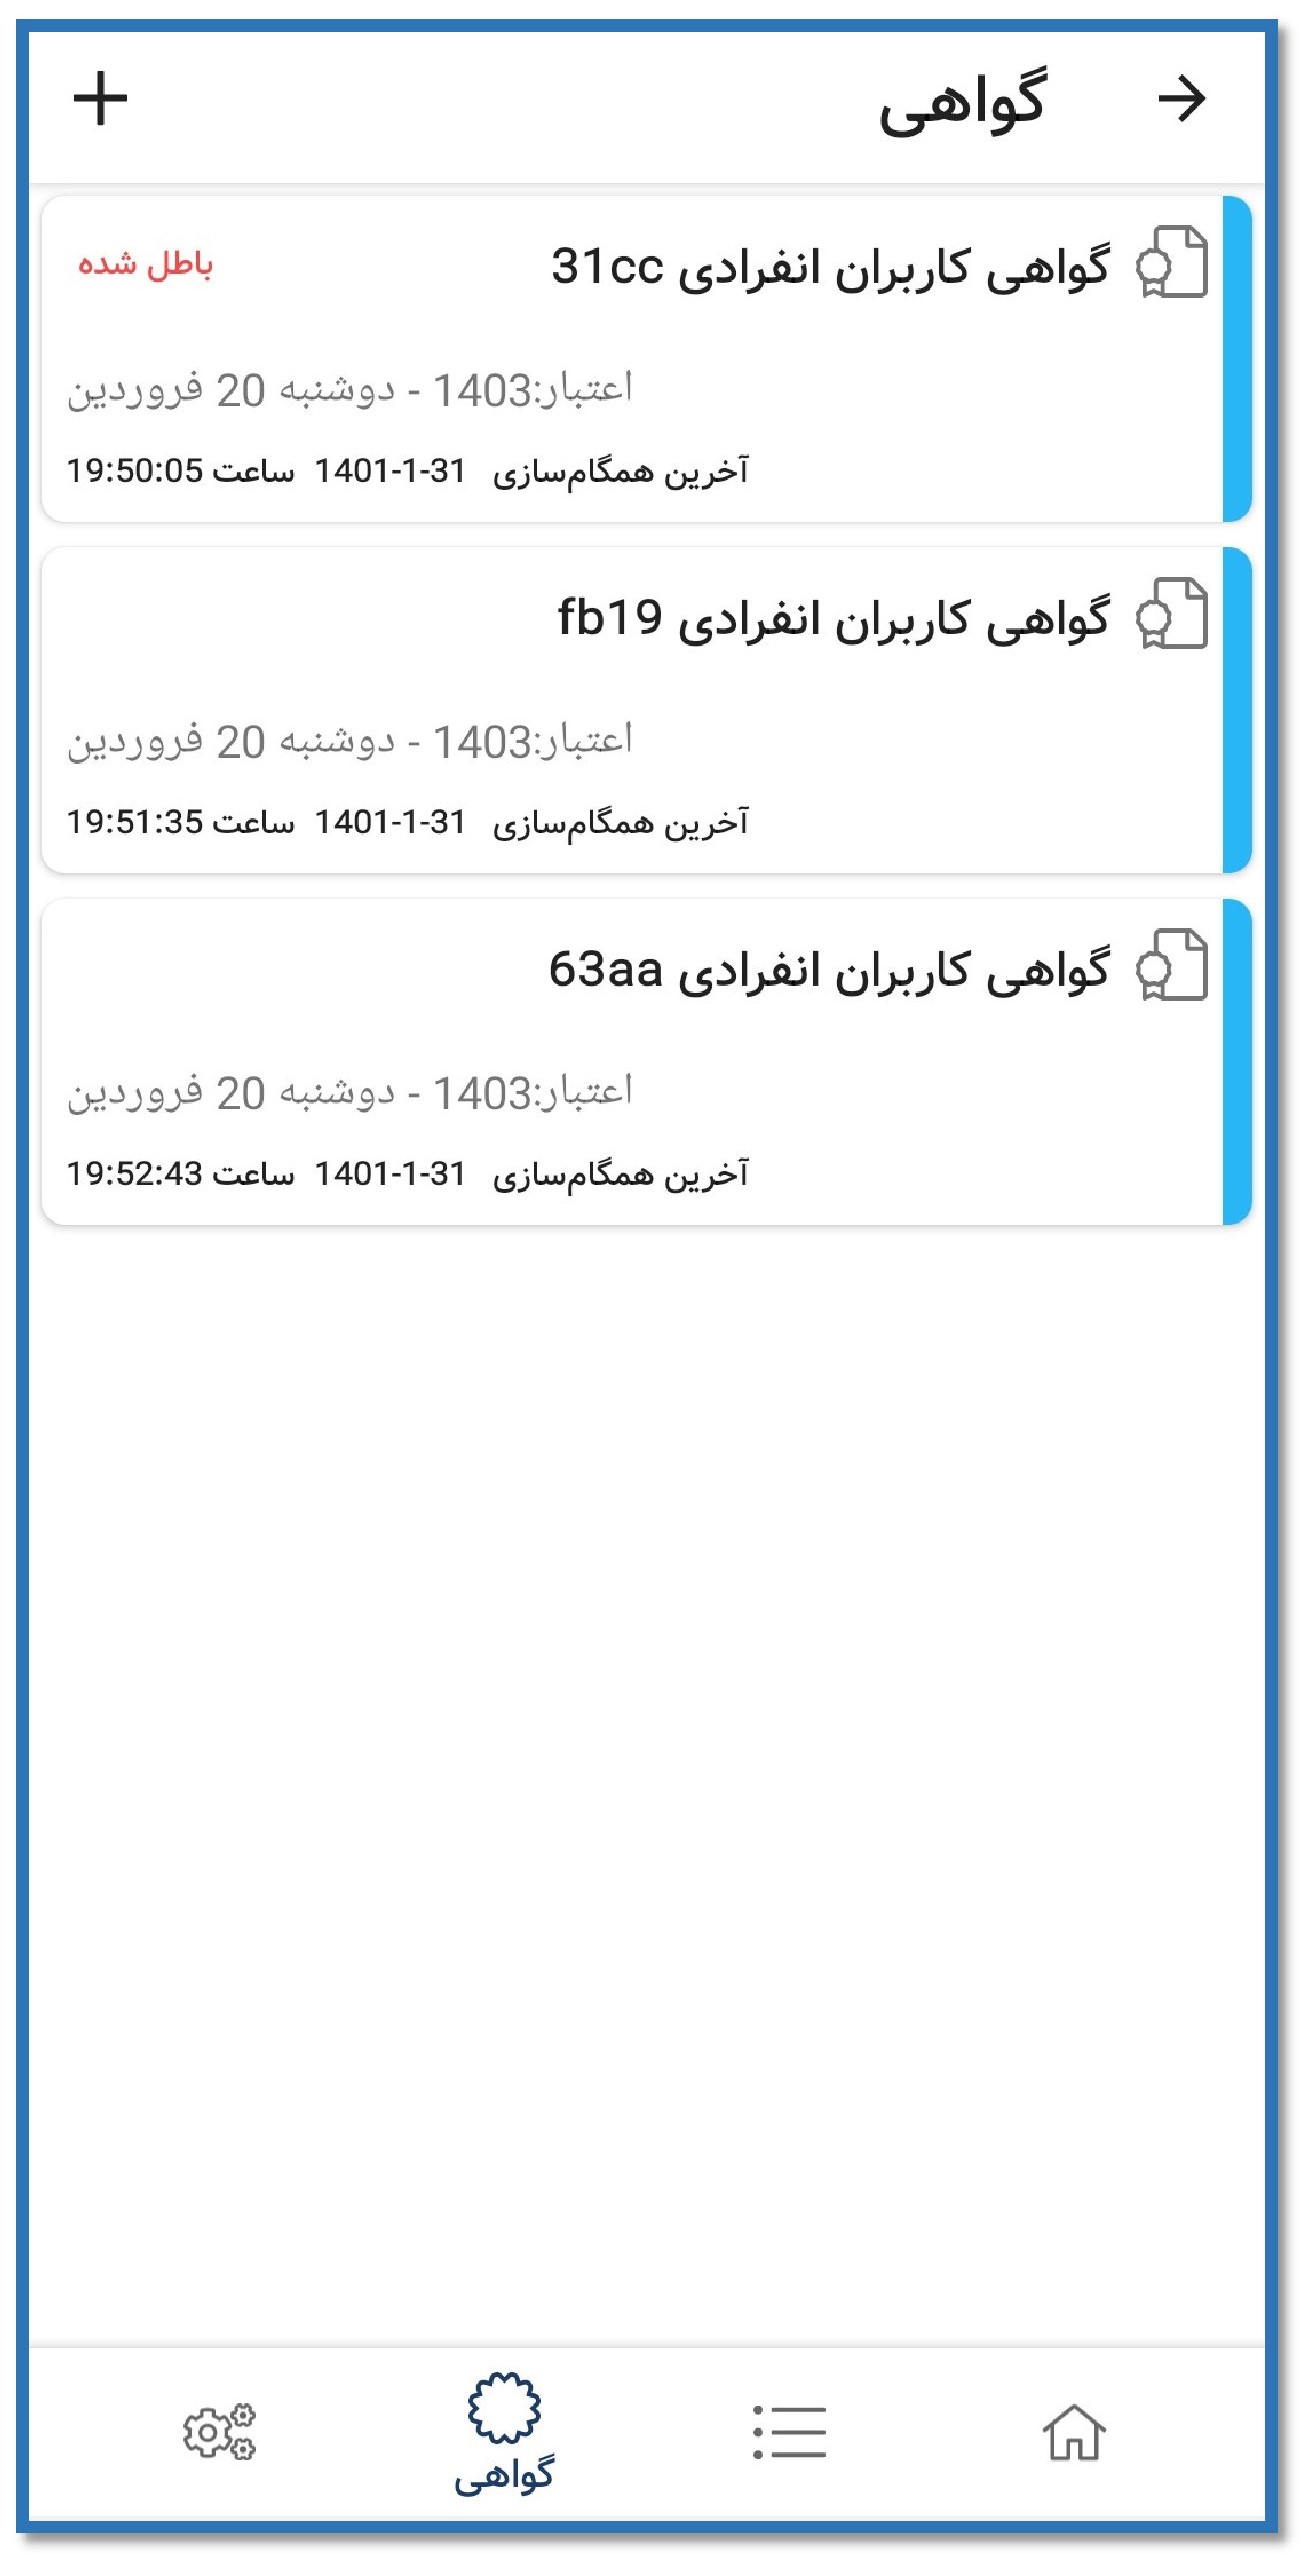 گواهی
گواهی کاربران انفرادی 31cc
باطل شده
اعتبار:1403 - دوشنبه 20 فروردین
آخرین همگام‌سازی 1401-1-31 ساعت 19:50:05
گواهی کاربران انفرادی fb19
اعتبار:1403 - دوشنبه 20 فروردین
آخرین همگام‌سازی 1401-1-31 ساعت 19:51:35
گواهی کاربران انفرادی 63aa
اعتبار:1403 - دوشنبه 20 فروردین
آخرین همگام‌سازی 1401-1-31 ساعت 19:52:43
گواهی